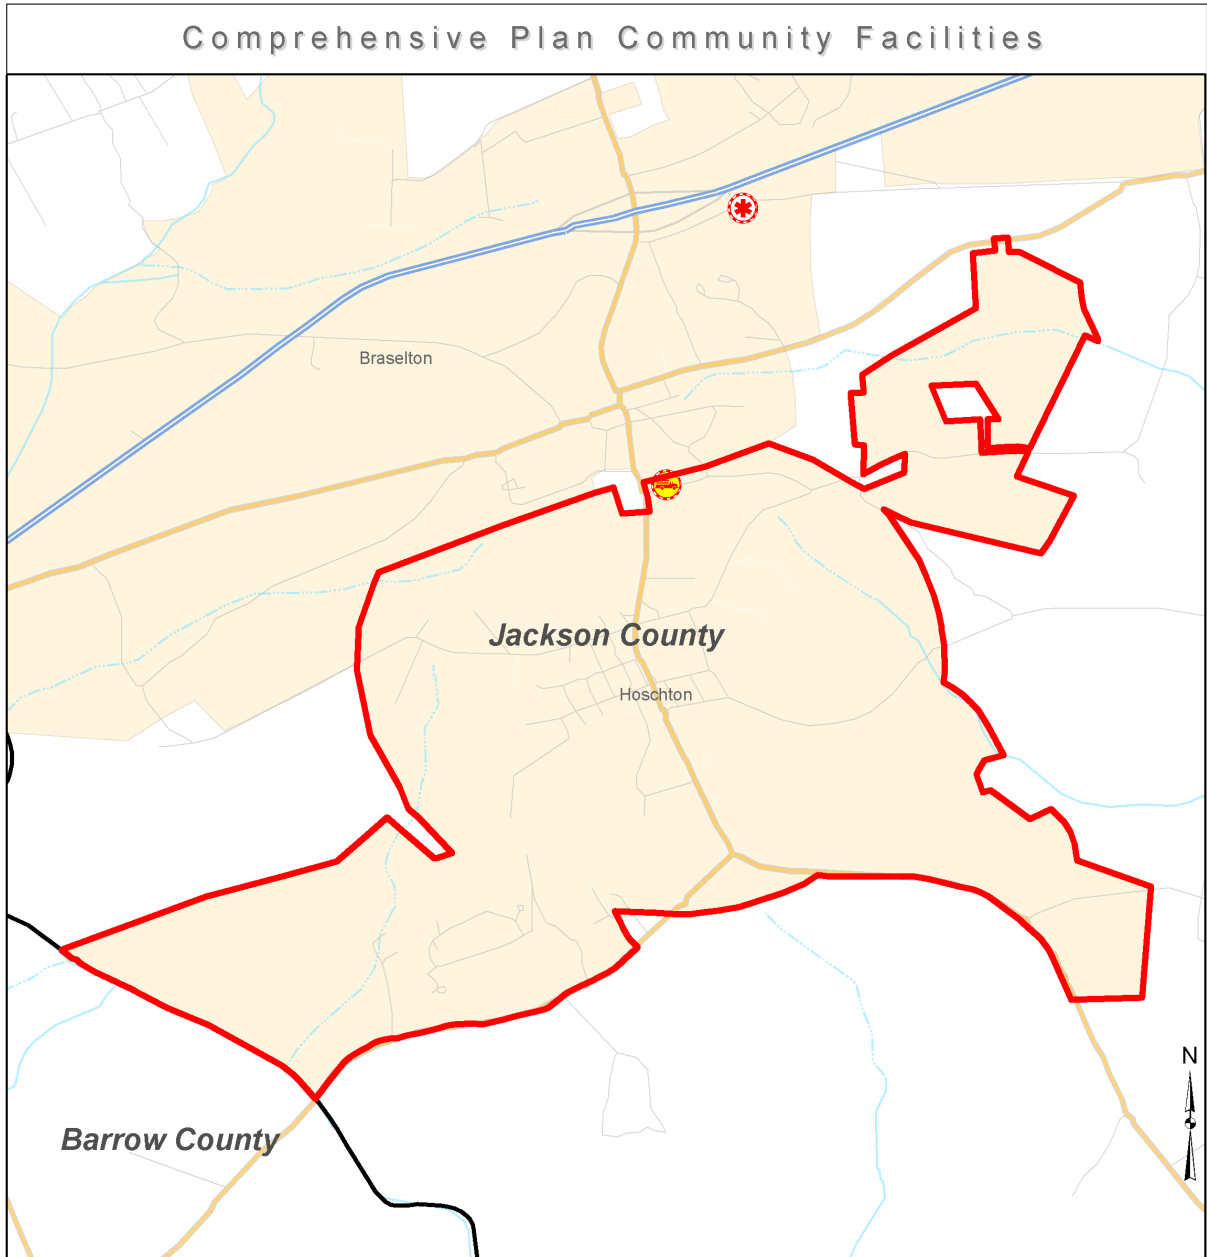 Comprehensive Plan Community Facilities
Braselton
Jackson County
Hoschton
N
Barrow County